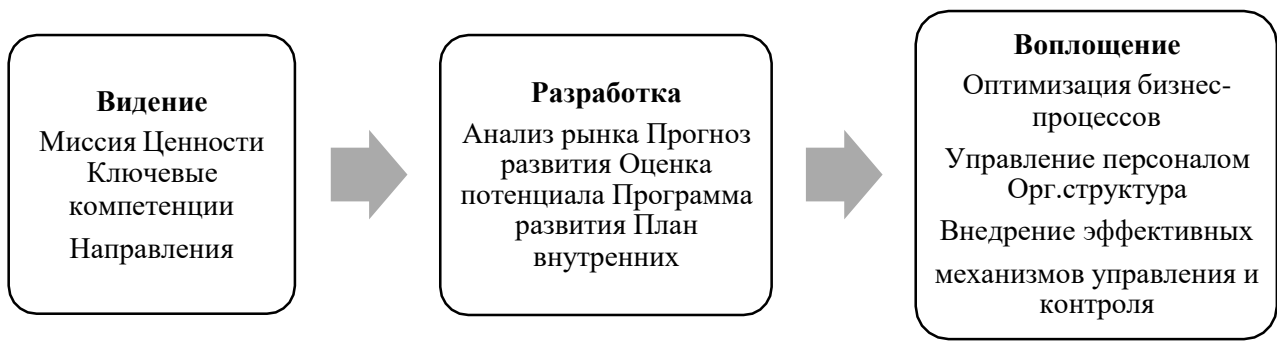 Видение
Миссия Ценности
Ключевые
компетенции
Направления
Разработка
Анализ рынка Прогноз
развития Оценка
потенциала Программа
развития План
внутренних
Воплощение
Оптимизация бизнес-
процессов
Управление персоналом
Орг.структура
Внедрение эффективных
механизмов управления и
контроля